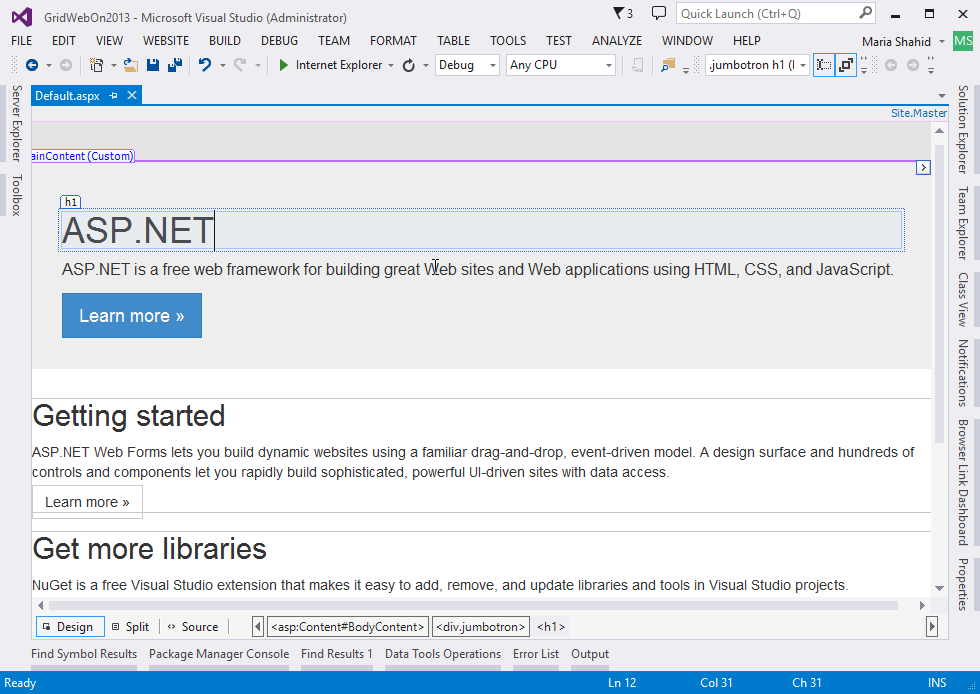 GridWebOn2013 - Microsoft Visual Studio (Administrator)
3
Quick Launch (Ctrl+Q)
FILE EDIT VIEW WEBSITE BUILD DEBUG TEAM FORMAT TABLE TOOLS TEST ANALYZE WINDOW HELP Maria Shahid MS
Internet Explorer Debug Any CPU .jumbotron h1 (
Default.aspx
Site.Master
ainContent (Custom)
h1
ASP.NET
ASP.NET is a free web framework for building great Web sites and Web applications using HTML, CSS, and JavaScript.
Learn more »
Getting started
ASP.NET Web Forms lets you build dynamic websites using a familiar drag-and-drop, event-driven model. A design surface and hundreds of
controls and components let you rapidly build sophisticated, powerful UI-driven sites with data access.
Learn more »
Get more libraries
NuGet is a free Visual Studio extension that makes it easy to add, remove, and update libraries and tools in Visual Studio projects.
Design Split Source <asp:Content#BodyContent> <div.jumbotron> <h1>
Find Symbol Results Package Manager Console Find Results 1 Data Tools Operations Error List Output
Ready Ln 12 Col 31 Ch 31 INS
Server Explorer
Toolbox
Solution Explorer
Team Explorer
Class View
Notifications
Browser Link Dashboard
Properties